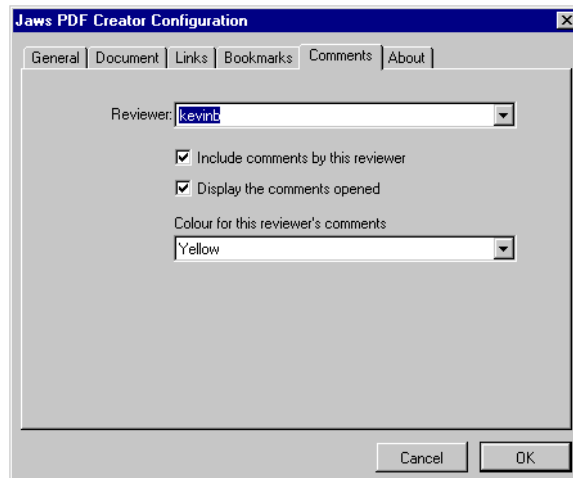 Jaws PDF Creator Configuration
General Document Links Bookmarks Comments About
Reviewer: kevinb
Include comments by this reviewer
Display the comments opened
Colour for this reviewer's comments
Yellow
Cancel OK